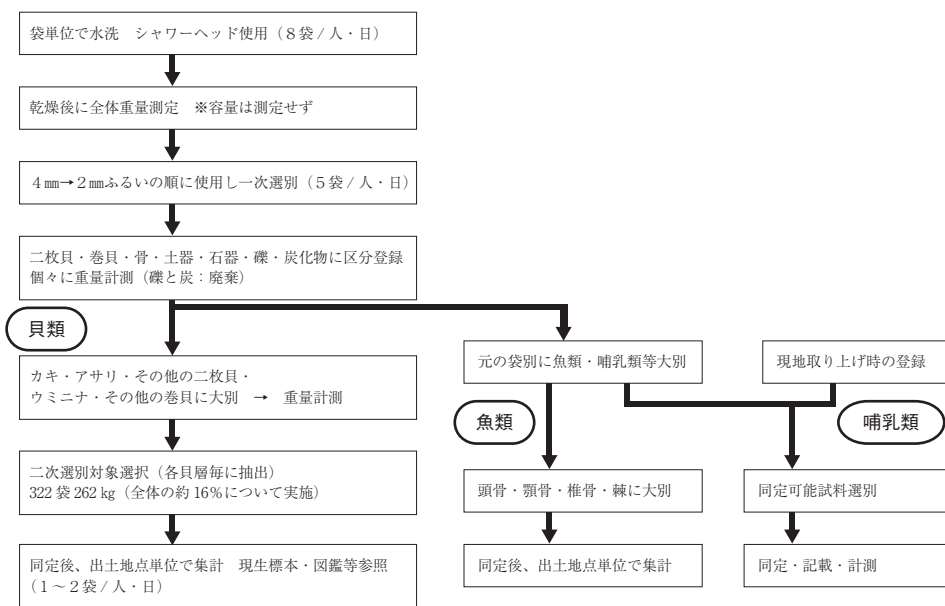 袋単位で水洗　シャワーヘッド使用（８袋 / 人・日）
乾燥後に全体重量測定　※容量は測定せず
４㎜→２㎜ふるいの順に使用し一次選別（５袋 / 人・日）
二枚貝・巻貝・骨・土器・石器・礫・炭化物に区分登録
個々に重量計測（礫と炭：廃棄）
貝類
カキ・アサリ・その他の二枚貝・
ウミニナ・その他の巻貝に大別　→　重量計測
二次選別対象選択（各貝層毎に抽出）
322 袋 262 kg（全体の約 16％について実施）
同定後、出土地点単位で集計　現生標本・図鑑等参照
（１～２袋 / 人・日）
元の袋別に魚類・哺乳類等大別
現地取り上げ時の登録
魚類
哺乳類
頭骨・顎骨・椎骨・棘に大別
同定可能試料選別
同定後、出土地点単位で集計
同定・記載・計測